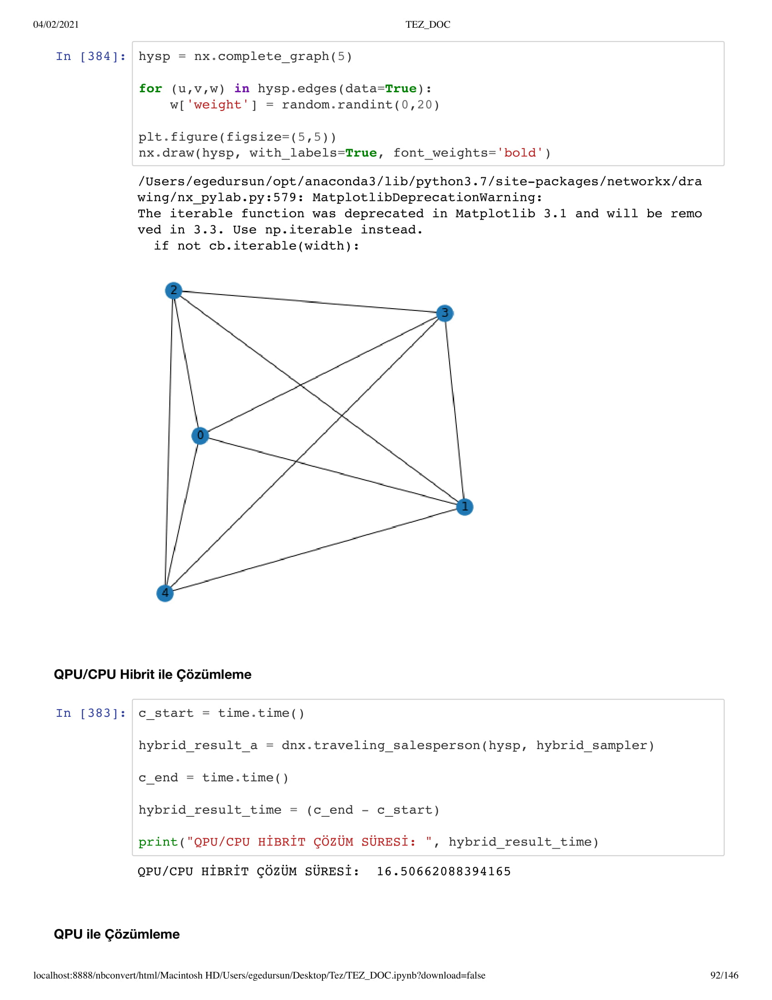 04/02/2021 TEZ_DOC
In [384]: hysp = nx.complete_graph(5)
for (u,v,w) in hysp.edges(data=True):
    w['weight'] = random.randint(0,20)
plt.figure(figsize=(5,5))
nx.draw(hysp, with_labels=True, font_weights='bold')
/Users/egedursun/opt/anaconda3/lib/python3.7/site-packages/networkx/dra
wing/nx_pylab.py:579: MatplotlibDeprecationWarning:
The iterable function was deprecated in Matplotlib 3.1 and will be remo
ved in 3.3. Use np.iterable instead.
  if not cb.iterable(width):
2
3
0
1
4
QPU/CPU Hibrit ile Çözümleme
In [383]: c_start = time.time()
hybrid_result_a = dnx.traveling_salesperson(hysp, hybrid_sampler)
c_end = time.time()
hybrid_result_time = (c_end - c_start)
print("QPU/CPU HİBRİT ÇÖZÜM SÜRESİ: ", hybrid_result_time)
QPU/CPU HİBRİT ÇÖZÜM SÜRESİ:  16.50662088394165
QPU ile Çözümleme
localhost:8888/nbconvert/html/Macintosh HD/Users/egedursun/Desktop/Tez/TEZ_DOC.ipynb?download=false 92/146